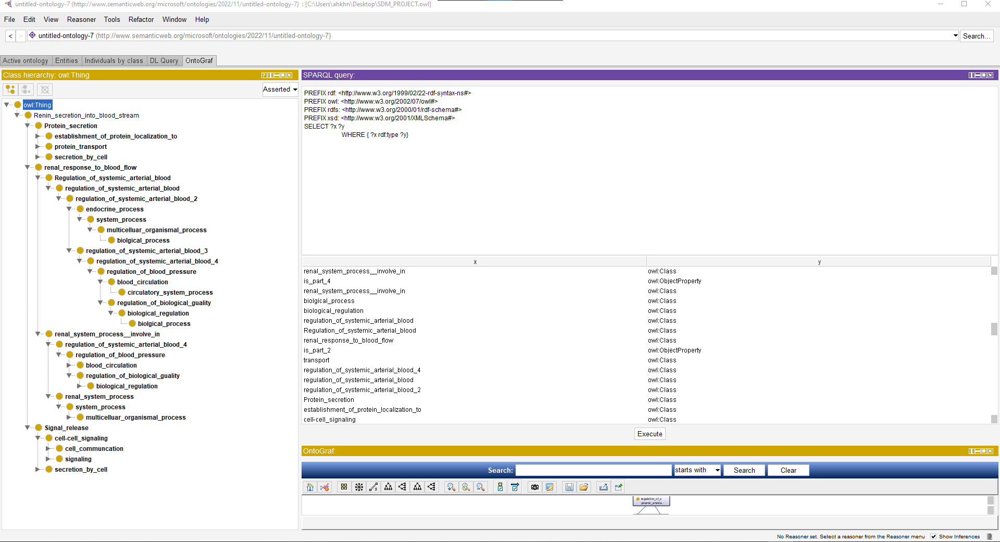 untitled-ontology-7 (http://www.semanticweb.org/microsoft/ontologies/2022/11/untitled-ontology-7) : [C:\Users\ahkhn\Desktop\SDM_PROJECT.owl]
File Edit View Reasoner Tools Refactor Window Help
< > untitled-ontology-7 (http://www.semanticweb.org/microsoft/ontologies/2022/11/untitled-ontology-7) Search...
Active ontology Entities Individuals by class DL Query OntoGraf
Class hierarchy: owl:Thing
Asserted
owl:Thing
Renin_secretion_into_blood_stream
Protein_secretion
establishment_of_protein_localization_to
protein_transport
secretion_by_cell
renal_response_to_blood_flow
Regulation_of_systemic_arterial_blood
regulation_of_systemic_arterial_blood
regulation_of_systemic_arterial_blood_2
endocrine_process
system_process
multicelluar_organismal_process
biolgical_process
regulation_of_systemic_arterial_blood_3
regulation_of_systemic_arterial_blood_4
regulation_of_blood_pressure
blood_circulation
circulatory_system_process
regulation_of_biological_guality
biological_regulation
biolgical_process
renal_system_process__involve_in
regulation_of_systemic_arterial_blood_4
regulation_of_blood_pressure
blood_circulation
regulation_of_biological_guality
biological_regulation
renal_system_process
system_process
multicelluar_organismal_process
Signal_release
cell-cell_signaling
cell_communcation
signaling
secretion_by_cell
SPARQL query:
PREFIX rdf: <http://www.w3.org/1999/02/22-rdf-syntax-ns#>
PREFIX owl: <http://www.w3.org/2002/07/owl#>
PREFIX rdfs: <http://www.w3.org/2000/01/rdf-schema#>
PREFIX xsd: <http://www.w3.org/2001/XMLSchema#>
SELECT ?x ?y
WHERE { ?x rdf:type ?y}
x y
renal_system_process__involve_in owl:Class
is_part_4 owl:ObjectProperty
renal_system_process__involve_in owl:Class
biolgical_process owl:Class
biological_regulation owl:Class
regulation_of_systemic_arterial_blood owl:Class
Regulation_of_systemic_arterial_blood owl:Class
renal_response_to_blood_flow owl:Class
is_part_2 owl:ObjectProperty
transport owl:Class
regulation_of_systemic_arterial_blood_4 owl:Class
regulation_of_systemic_arterial_blood owl:Class
regulation_of_systemic_arterial_blood_2 owl:Class
Protein_secretion owl:Class
establishment_of_protein_localization_to owl:Class
cell-cell_signaling owl:Class
Execute
OntoGraf:
Search: starts with Search Clear
regulation_of_s
ystemic_arteria...
No Reasoner set. Select a reasoner from the Reasoner menu Show Inferences